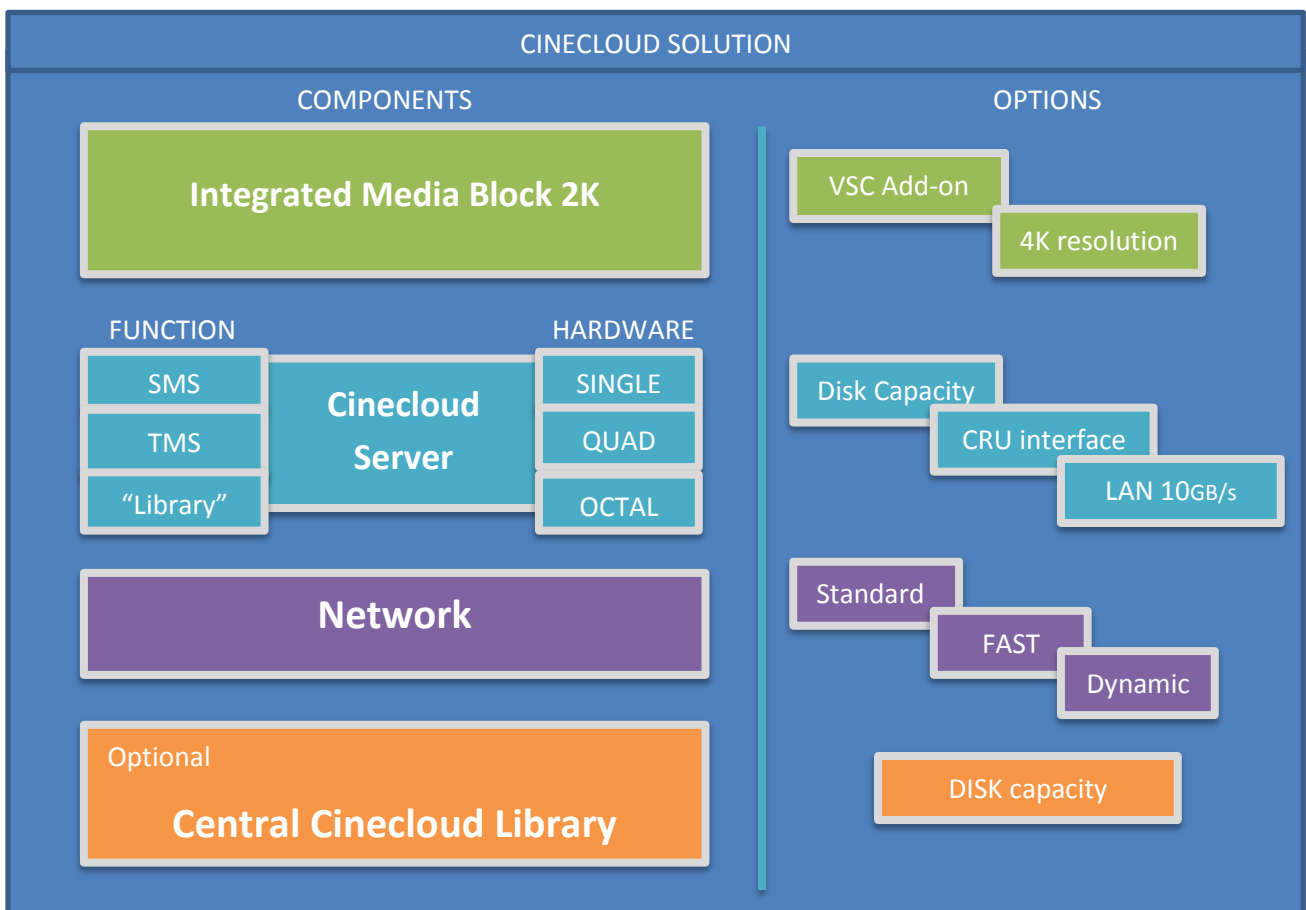 CINECLOUD SOLUTION
COMPONENTS
OPTIONS
Integrated Media Block 2K
VSC Add-on
4K resolution
FUNCTION
HARDWARE
SMS
TMS
“Library”
Cinecloud
Server
SINGLE
QUAD
OCTAL
Disk Capacity
CRU interface
LAN 10GB/s
Network
Standard
FAST
Dynamic
Optional
Central Cinecloud Library
DISK capacity